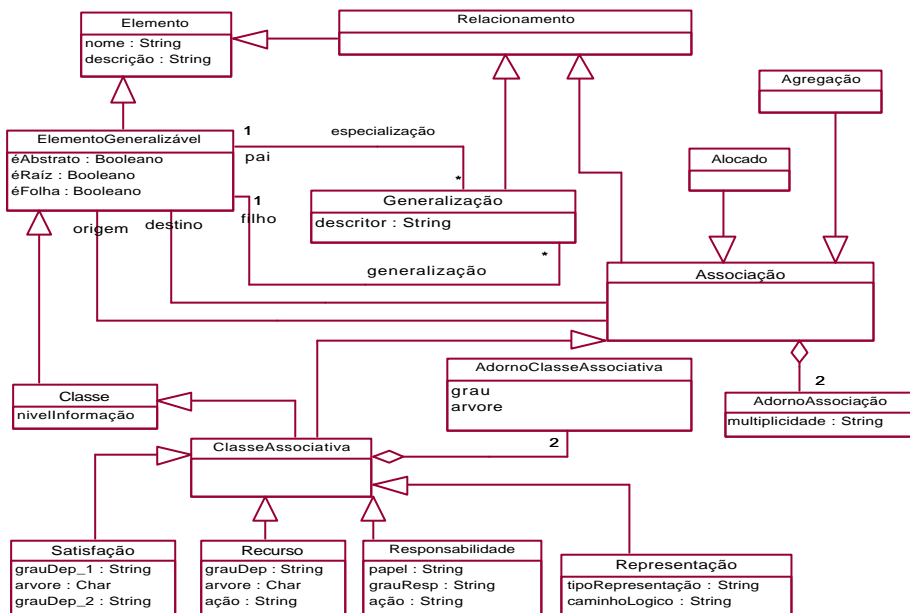 Elemento
nome : String
descrição : String
Relacionamento
Agregação
ElementoGeneralizável
éAbstrato : Booleano
éRaíz : Booleano
éFolha : Booleano
1
especialização
pai
*
Alocado
1
filho
origem
destino
Generalização
descritor : String
*
generalização
Associação
AdornoClasseAssociativa
grau
arvore
2
AdornoAssociação
multiplicidade : String
Classe
nivelInformação
ClasseAssociativa
2
Satisfação
grauDep_1 : String
arvore : Char
grauDep_2 : String
Recurso
grauDep : String
arvore : Char
ação : String
Responsabilidade
papel : String
grauResp : String
ação : String
Representação
tipoRepresentação : String
caminhoLogico : String